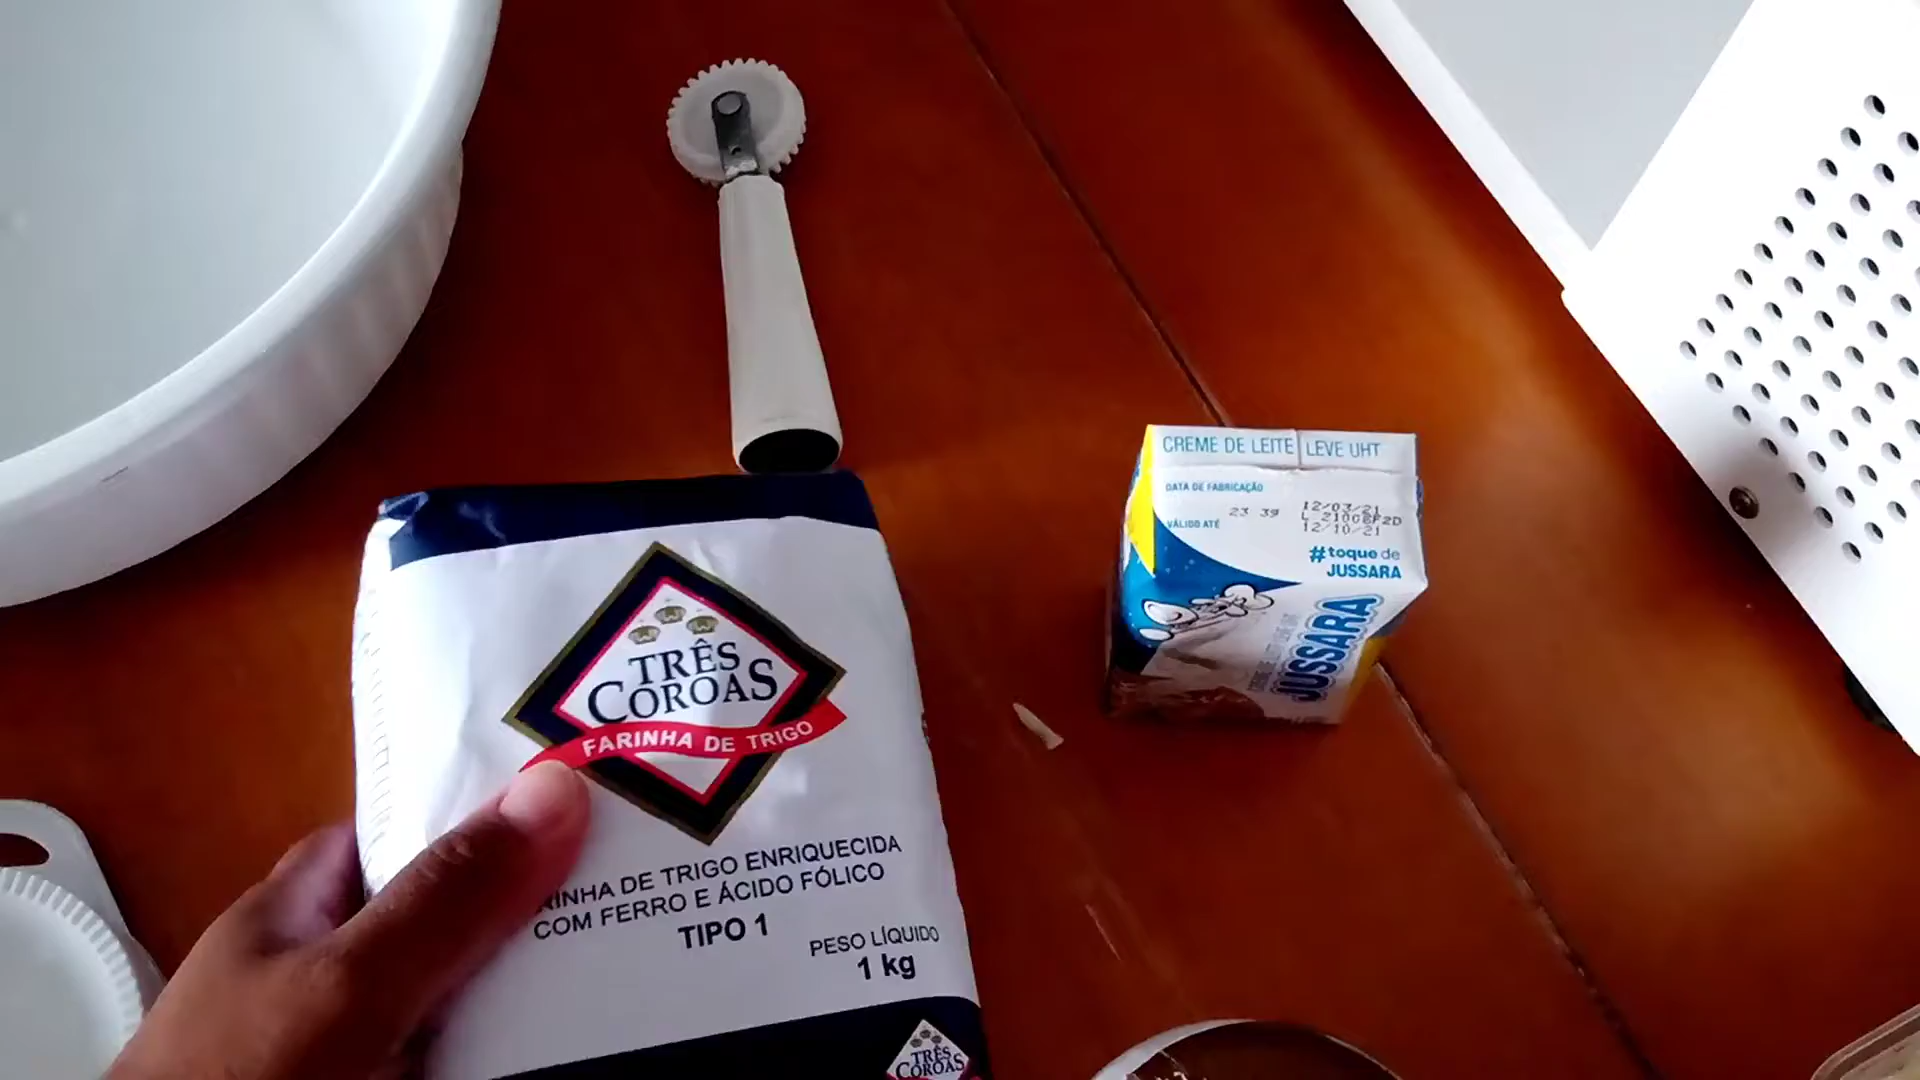 CREME DE LEITE LEVE UHT
DATA DE FABRICAÇÃO
23 39
12/03/21
VÁLIDO ATÉ
12/10/21
#toque de
JUSSARA
JUSSARA
TRÊS
COROAS
FARINHA DE TRIGO
RINHA DE TRIGO ENRIQUECIDA
COM FERRO E ÁCIDO FÓLICO
TIPO 1
PESO LÍQUIDO
1 kg
TRÊS
COROAS